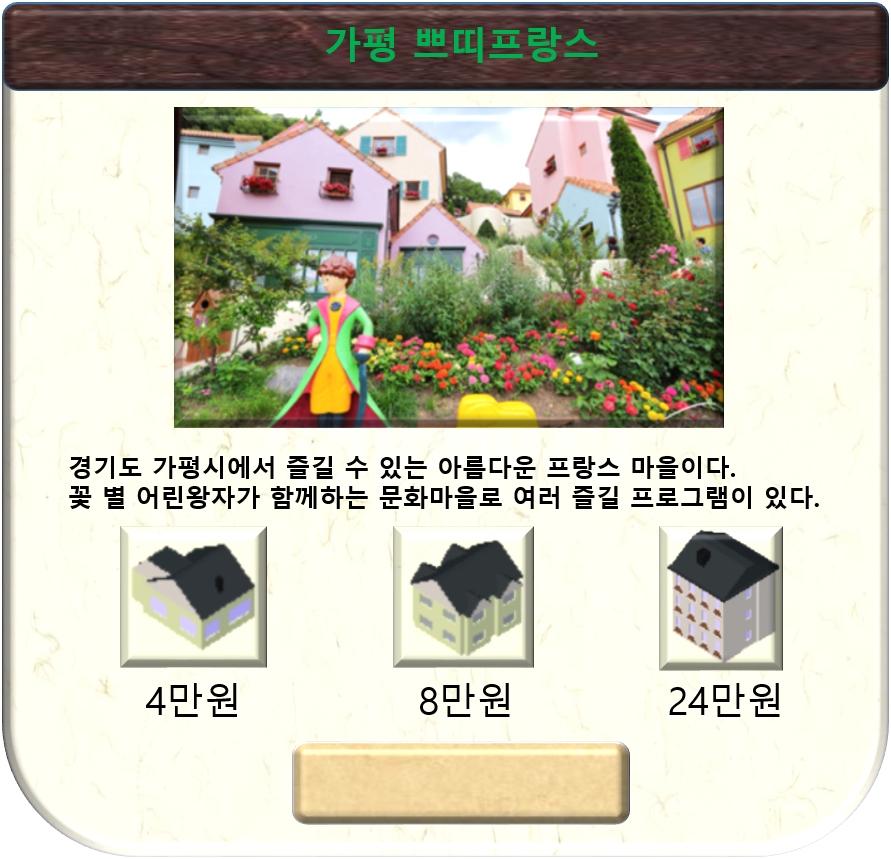 가평 쁘띠프랑스
경기도 가평시에서 즐길 수 있는 아름다운 프랑스 마을이다.
꽃 별 어린왕자가 함께하는 문화마을로 여러 즐길 프로그램이 있다.
4만원 8만원 24만원